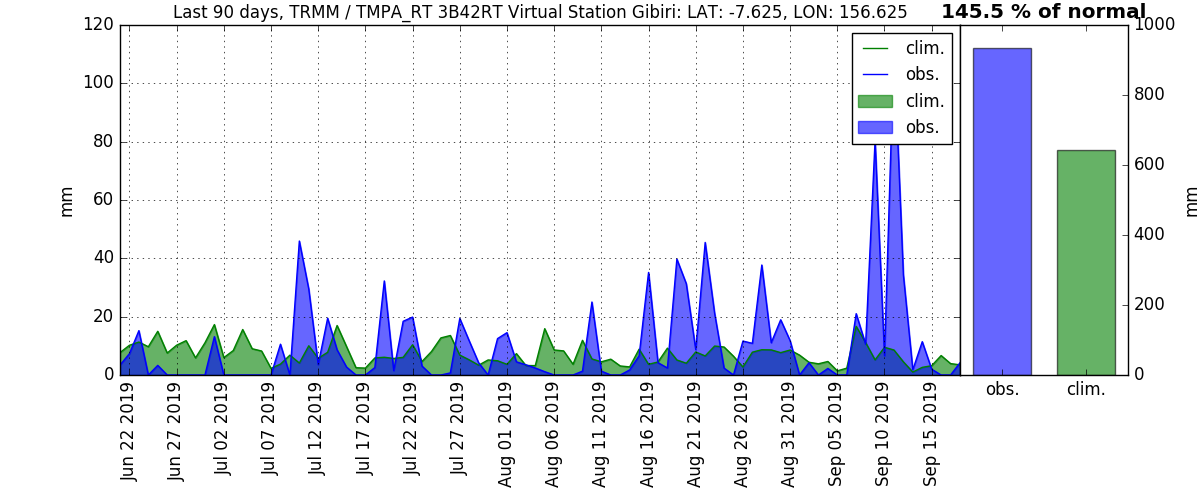 Last 90 days, TRMM / TMPA_RT 3B42RT Virtual Station Gibiri: LAT: -7.625, LON: 156.625
145.5 % of normal
120
100
80
60
40
20
0
mm
clim.
obs.
clim.
obs.
1000
800
600
400
200
0
mm
Jun 22 2019
Jun 27 2019
Jul 02 2019
Jul 07 2019
Jul 12 2019
Jul 17 2019
Jul 22 2019
Jul 27 2019
Aug 01 2019
Aug 06 2019
Aug 11 2019
Aug 16 2019
Aug 21 2019
Aug 26 2019
Aug 31 2019
Sep 05 2019
Sep 10 2019
Sep 15 2019
obs.
clim.